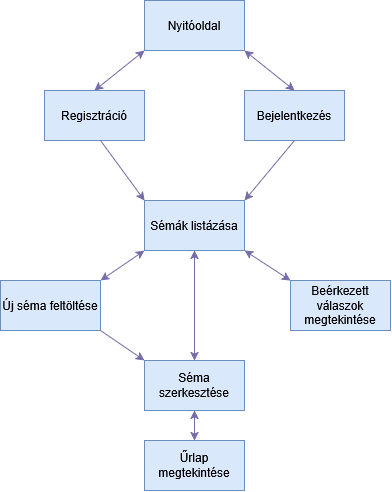 Nyitóoldal
Regisztráció
Bejelentkezés
Sémák listázása
Új séma feltöltése
Beérkezett
válaszok
megtekintése
Séma
szerkesztése
Űrlap
megtekintése